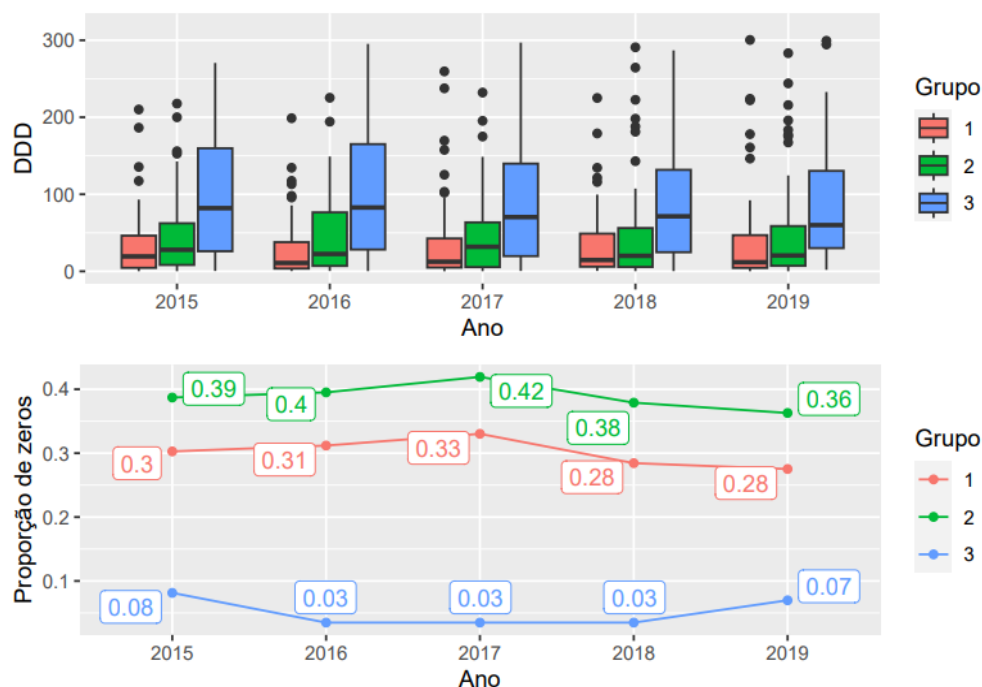 300
200
100
0
DDD
2015 2016 2017 2018 2019
Ano
Grupo
1
2
3
0.4
0.3
0.2
0.1
Proporção de zeros
0.39 0.4 0.42 0.38 0.36
0.3 0.31 0.33 0.28 0.28
0.08 0.03 0.03 0.03 0.07
2015 2016 2017 2018 2019
Ano
Grupo
1
2
3